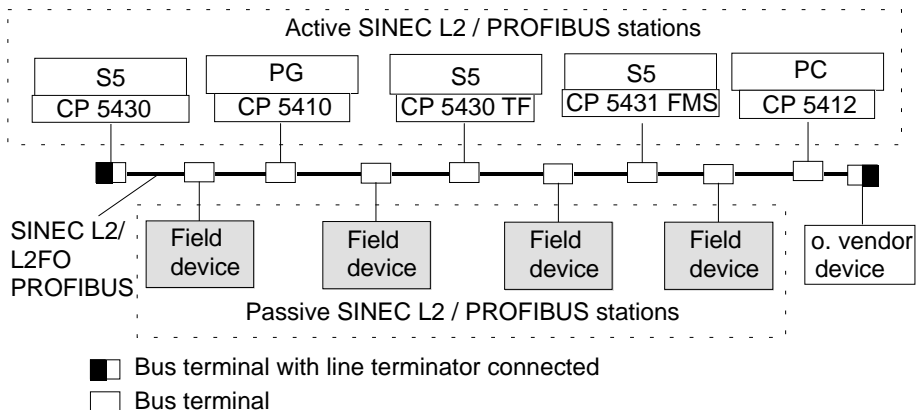 Active SINEC L2 / PROFIBUS stations
S5
CP 5430
PG
CP 5410
S5
CP 5430 TF
S5
CP 5431 FMS
PC
CP 5412
SINEC L2/
L2FO
PROFIBUS
Field
device
Field
device
Field
device
Field
device
o. vendor
device
Passive SINEC L2 / PROFIBUS stations
Bus terminal with line terminator connected
Bus terminal